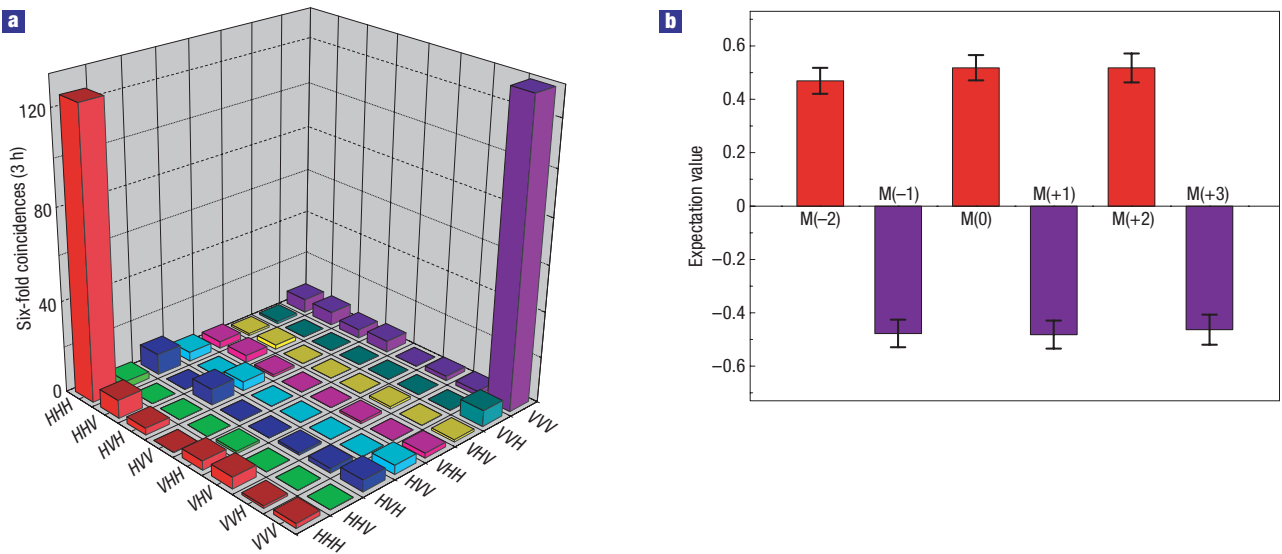 a
Six-fold coincidences (3 h)
120
80
40
0
HHH
HHV
HVH
HVV
VHH
VHV
VVH
VVV
HHH
HHV
HVH
HVV
VHH
VHV
VVH
VVV
b
Expectation value
0.6
0.4
0.2
0
−0.2
−0.4
−0.6
M(−1) M(+1) M(+3)
M(−2) M(0) M(+2)